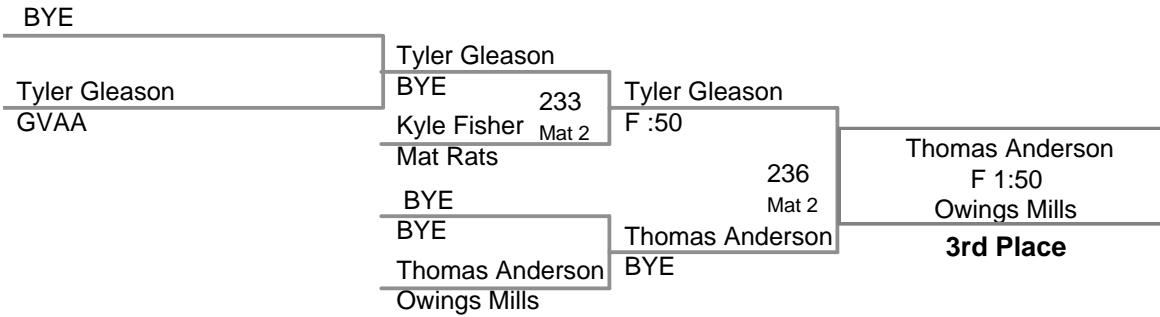 BYE
Tyler Gleason
GVAA
Tyler Gleason
BYE
233
Mat 2
Kyle Fisher
Mat Rats
BYE
BYE
Thomas Anderson
Owings Mills
Tyler Gleason
F :50
236
Mat 2
Thomas Anderson
BYE
Thomas Anderson
F 1:50
Owings Mills
3rd Place